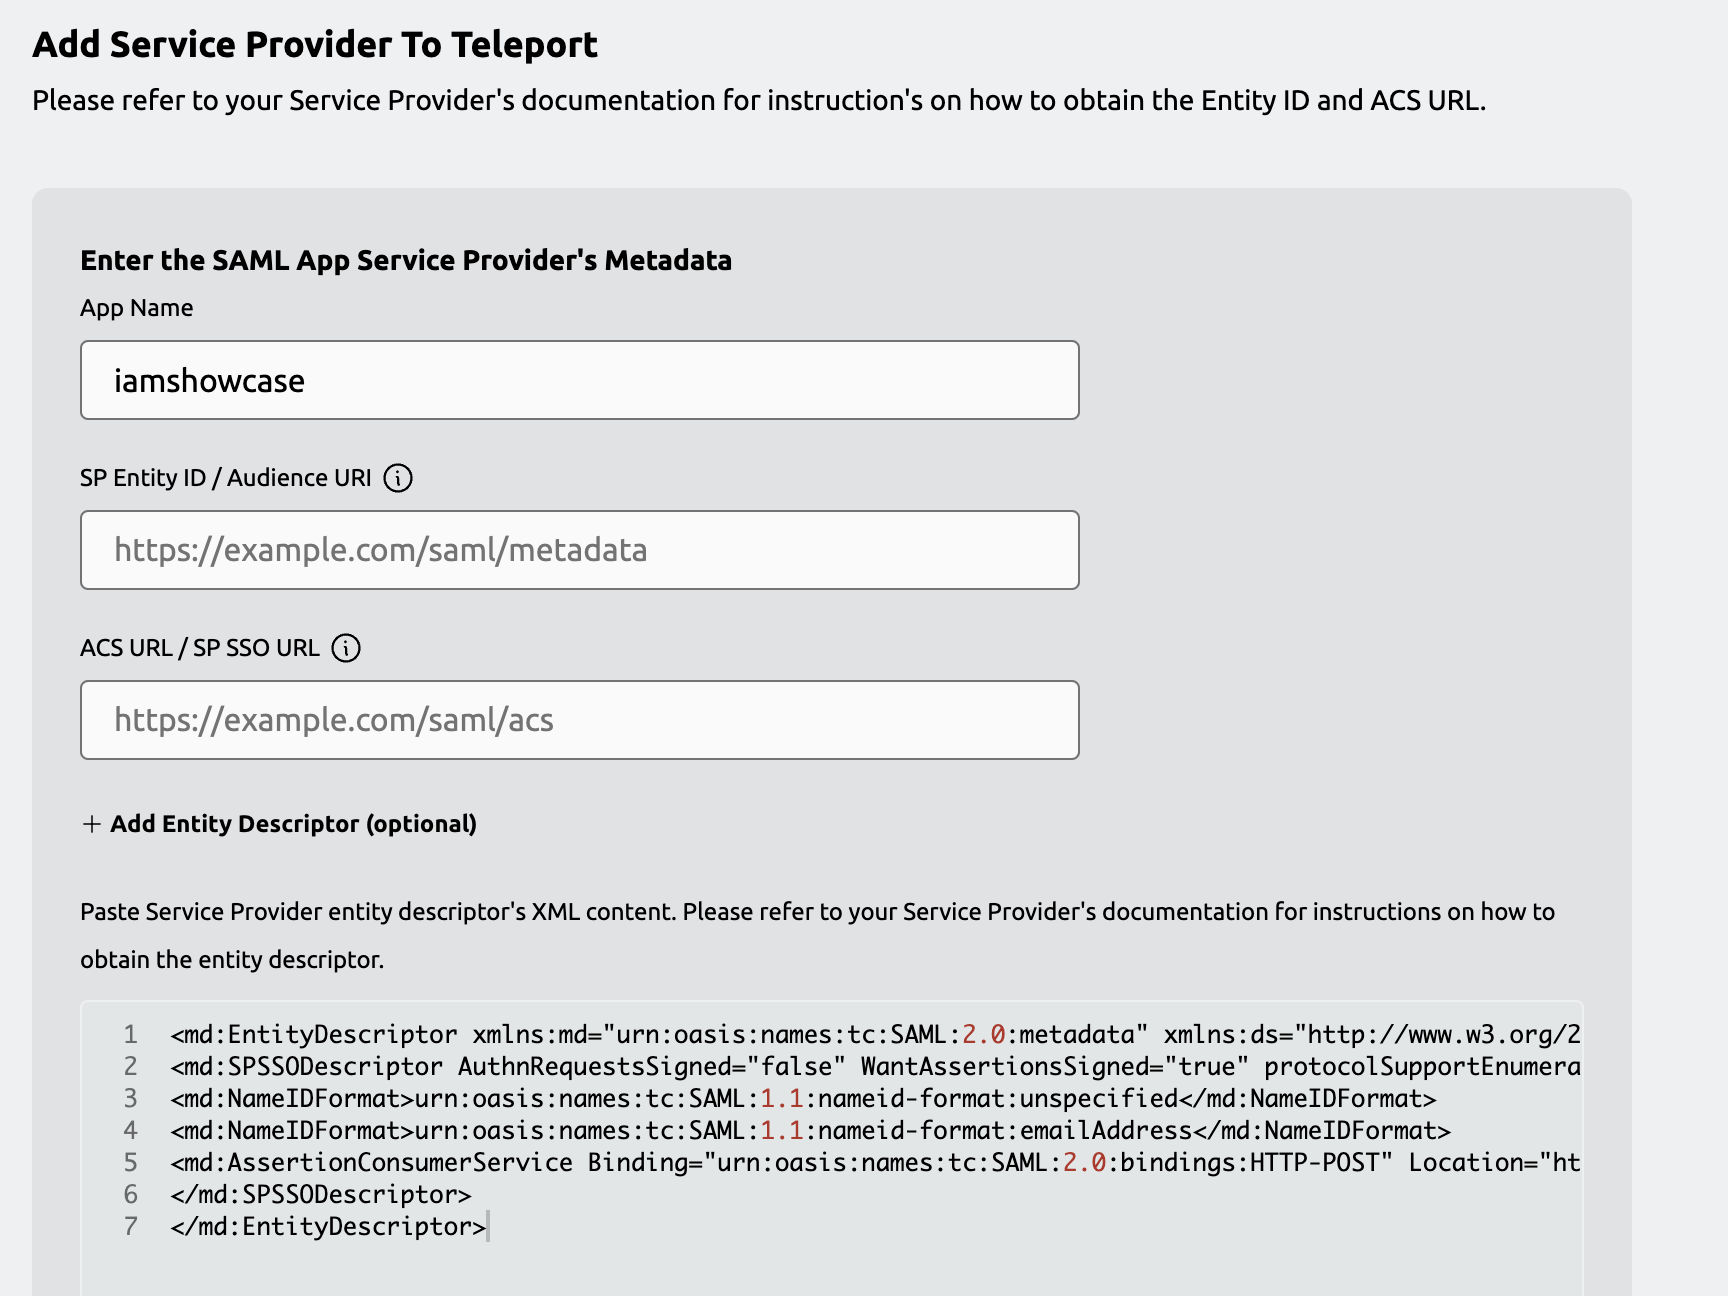 Add Service Provider To Teleport
Please refer to your Service Provider's documentation for instruction's on how to obtain the Entity ID and ACS URL.
Enter the SAML App Service Provider's Metadata
App Name
iamshowcase
SP Entity ID / Audience URI
https://example.com/saml/metadata
ACS URL / SP SSO URL
https://example.com/saml/acs
+ Add Entity Descriptor (optional)
Paste Service Provider entity descriptor's XML content. Please refer to your Service Provider's documentation for instructions on how to
obtain the entity descriptor.
1 <md:EntityDescriptor xmlns:md="urn:oasis:names:tc:SAML:2.0:metadata" xmlns:ds="http://www.w3.org/2
2 <md:SPSSODescriptor AuthnRequestsSigned="false" WantAssertionsSigned="true" protocolSupportEnumera
3 <md:NameIDFormat>urn:oasis:names:tc:SAML:1.1:nameid-format:unspecified</md:NameIDFormat>
4 <md:NameIDFormat>urn:oasis:names:tc:SAML:1.1:nameid-format:emailAddress</md:NameIDFormat>
5 <md:AssertionConsumerService Binding="urn:oasis:names:tc:SAML:2.0:bindings:HTTP-POST" Location="ht
6 </md:SPSSODescriptor>
7 </md:EntityDescriptor>